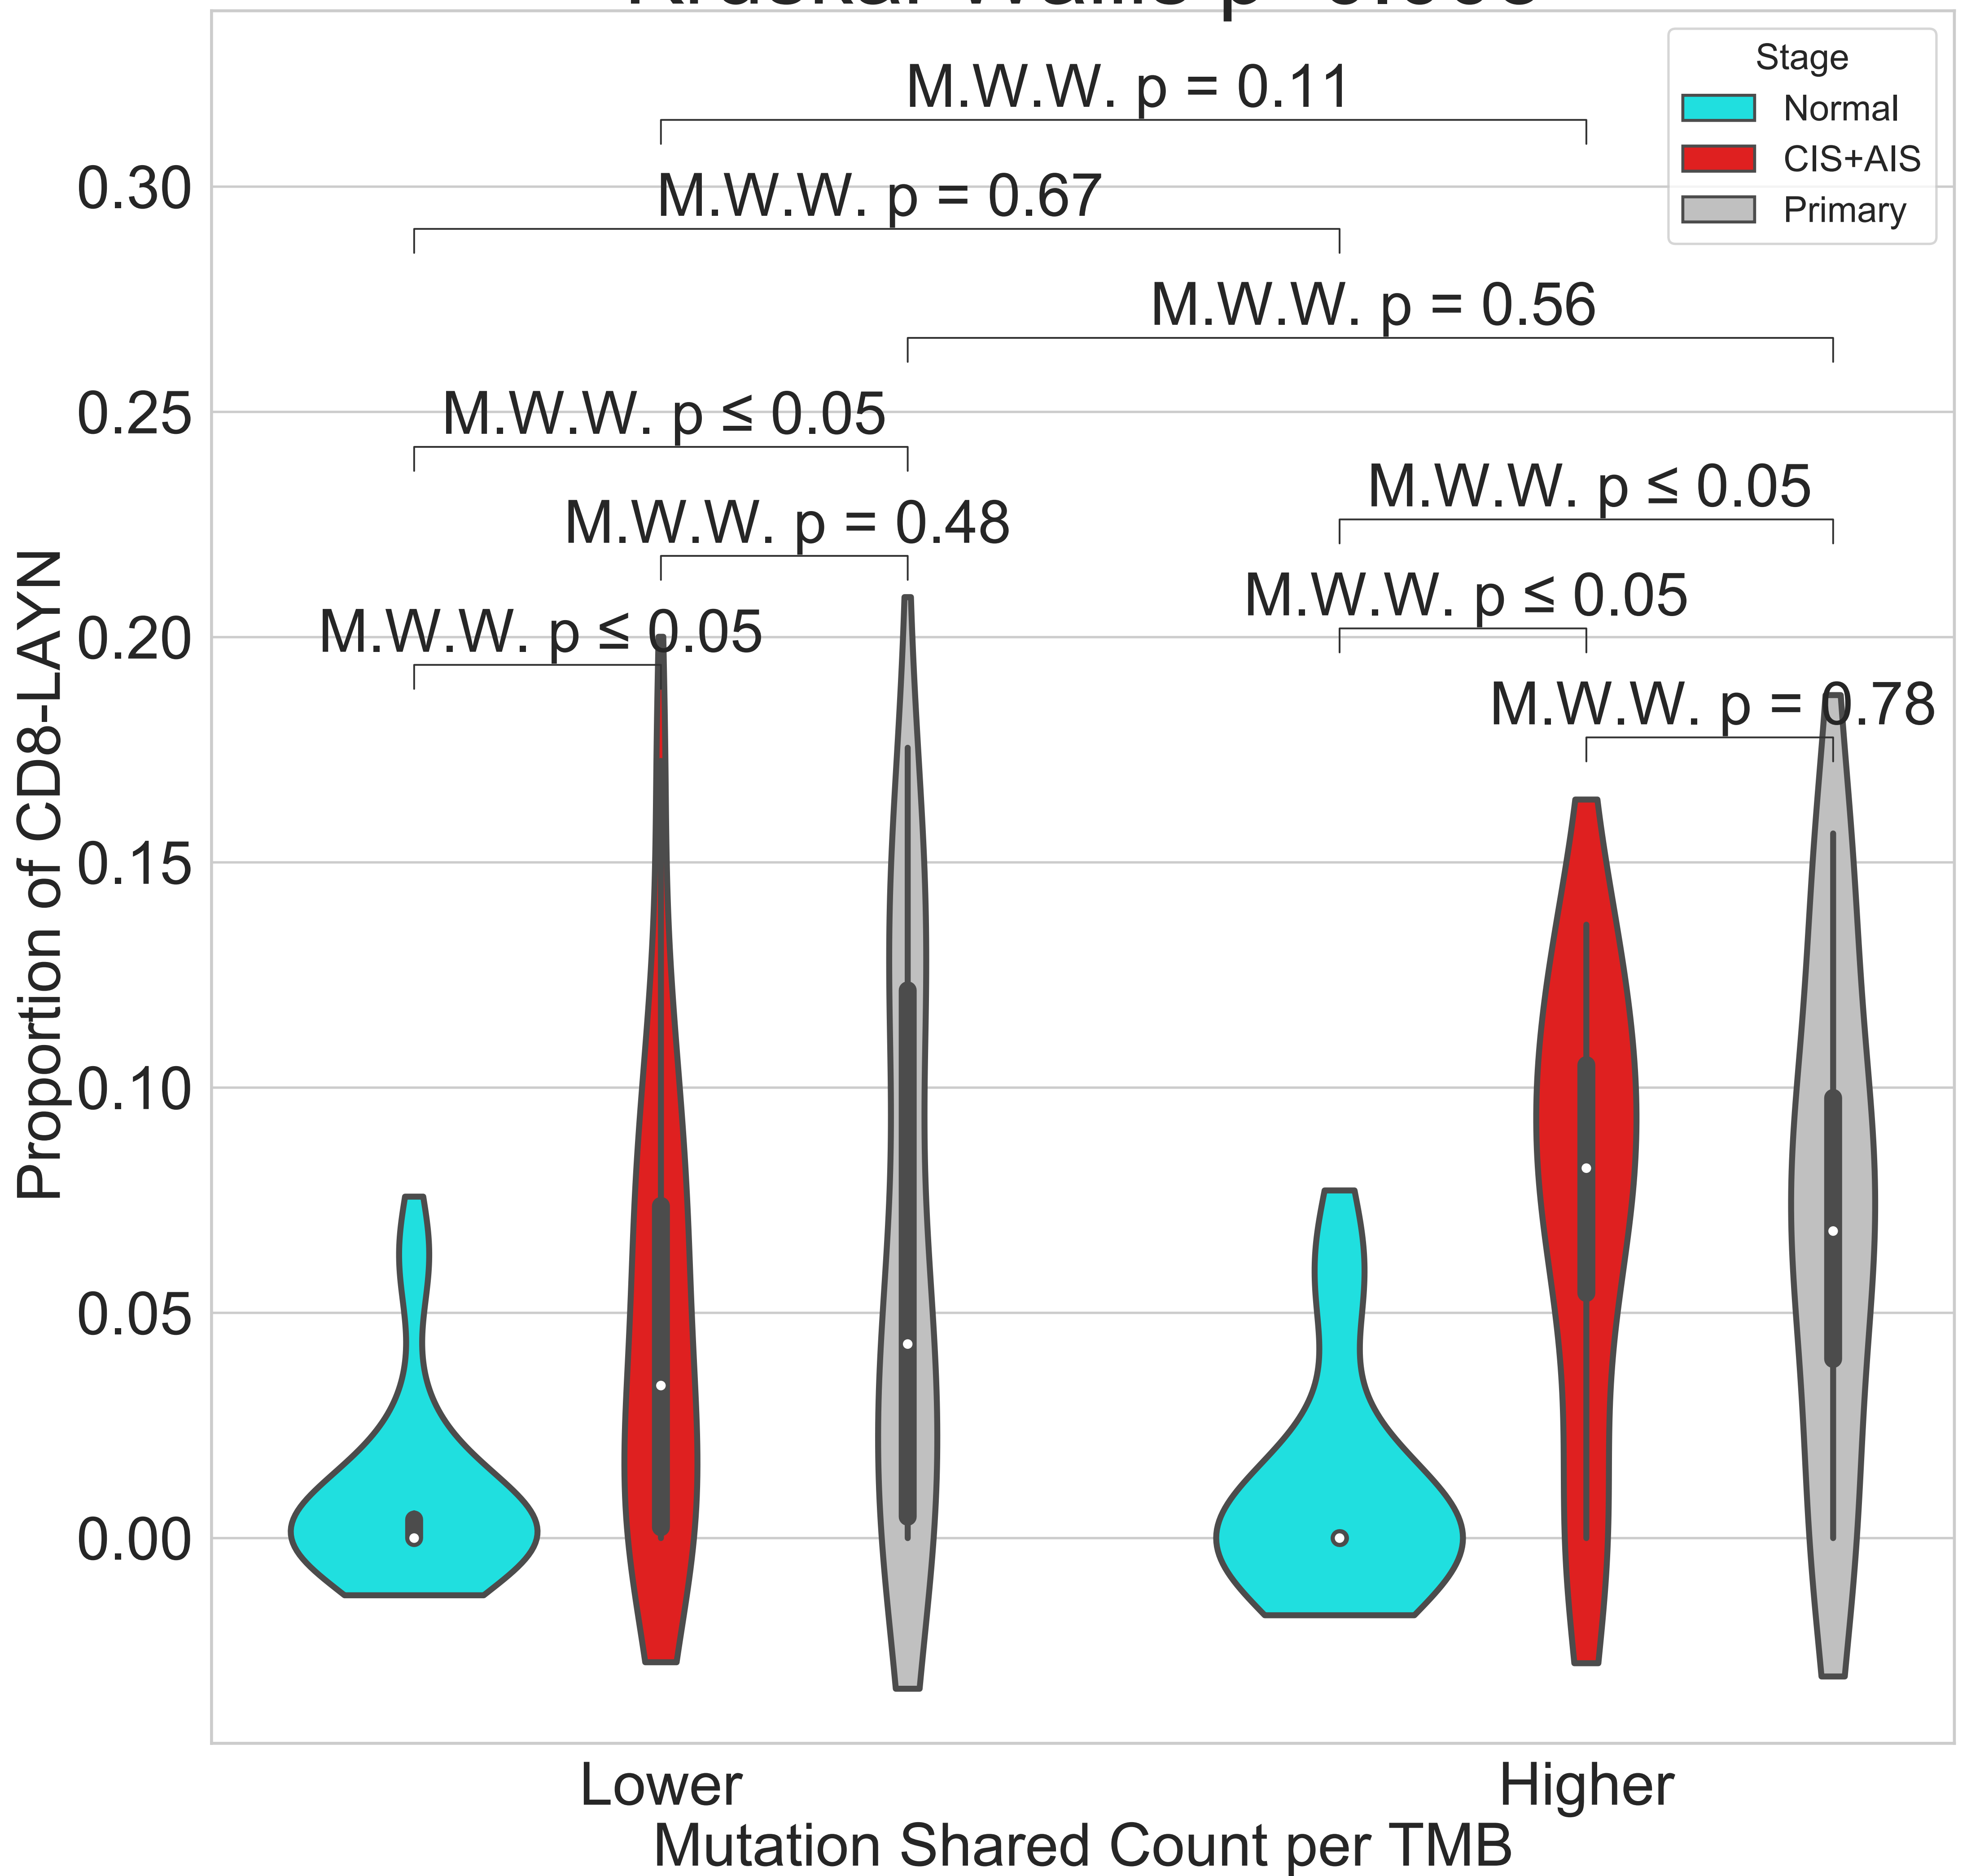 Stage
Normal
CIS+AIS
Primary
M.W.W. p = 0.11
M.W.W. p = 0.67
M.W.W. p = 0.56
M.W.W. p ≤ 0.05
M.W.W. p ≤ 0.05
M.W.W. p = 0.48
M.W.W. p ≤ 0.05
M.W.W. p ≤ 0.05
M.W.W. p = 0.78
0.30
0.25
0.20
0.15
0.10
0.05
0.00
Proportion of CD8-LAYN
Lower
Higher
Mutation Shared Count per TMB